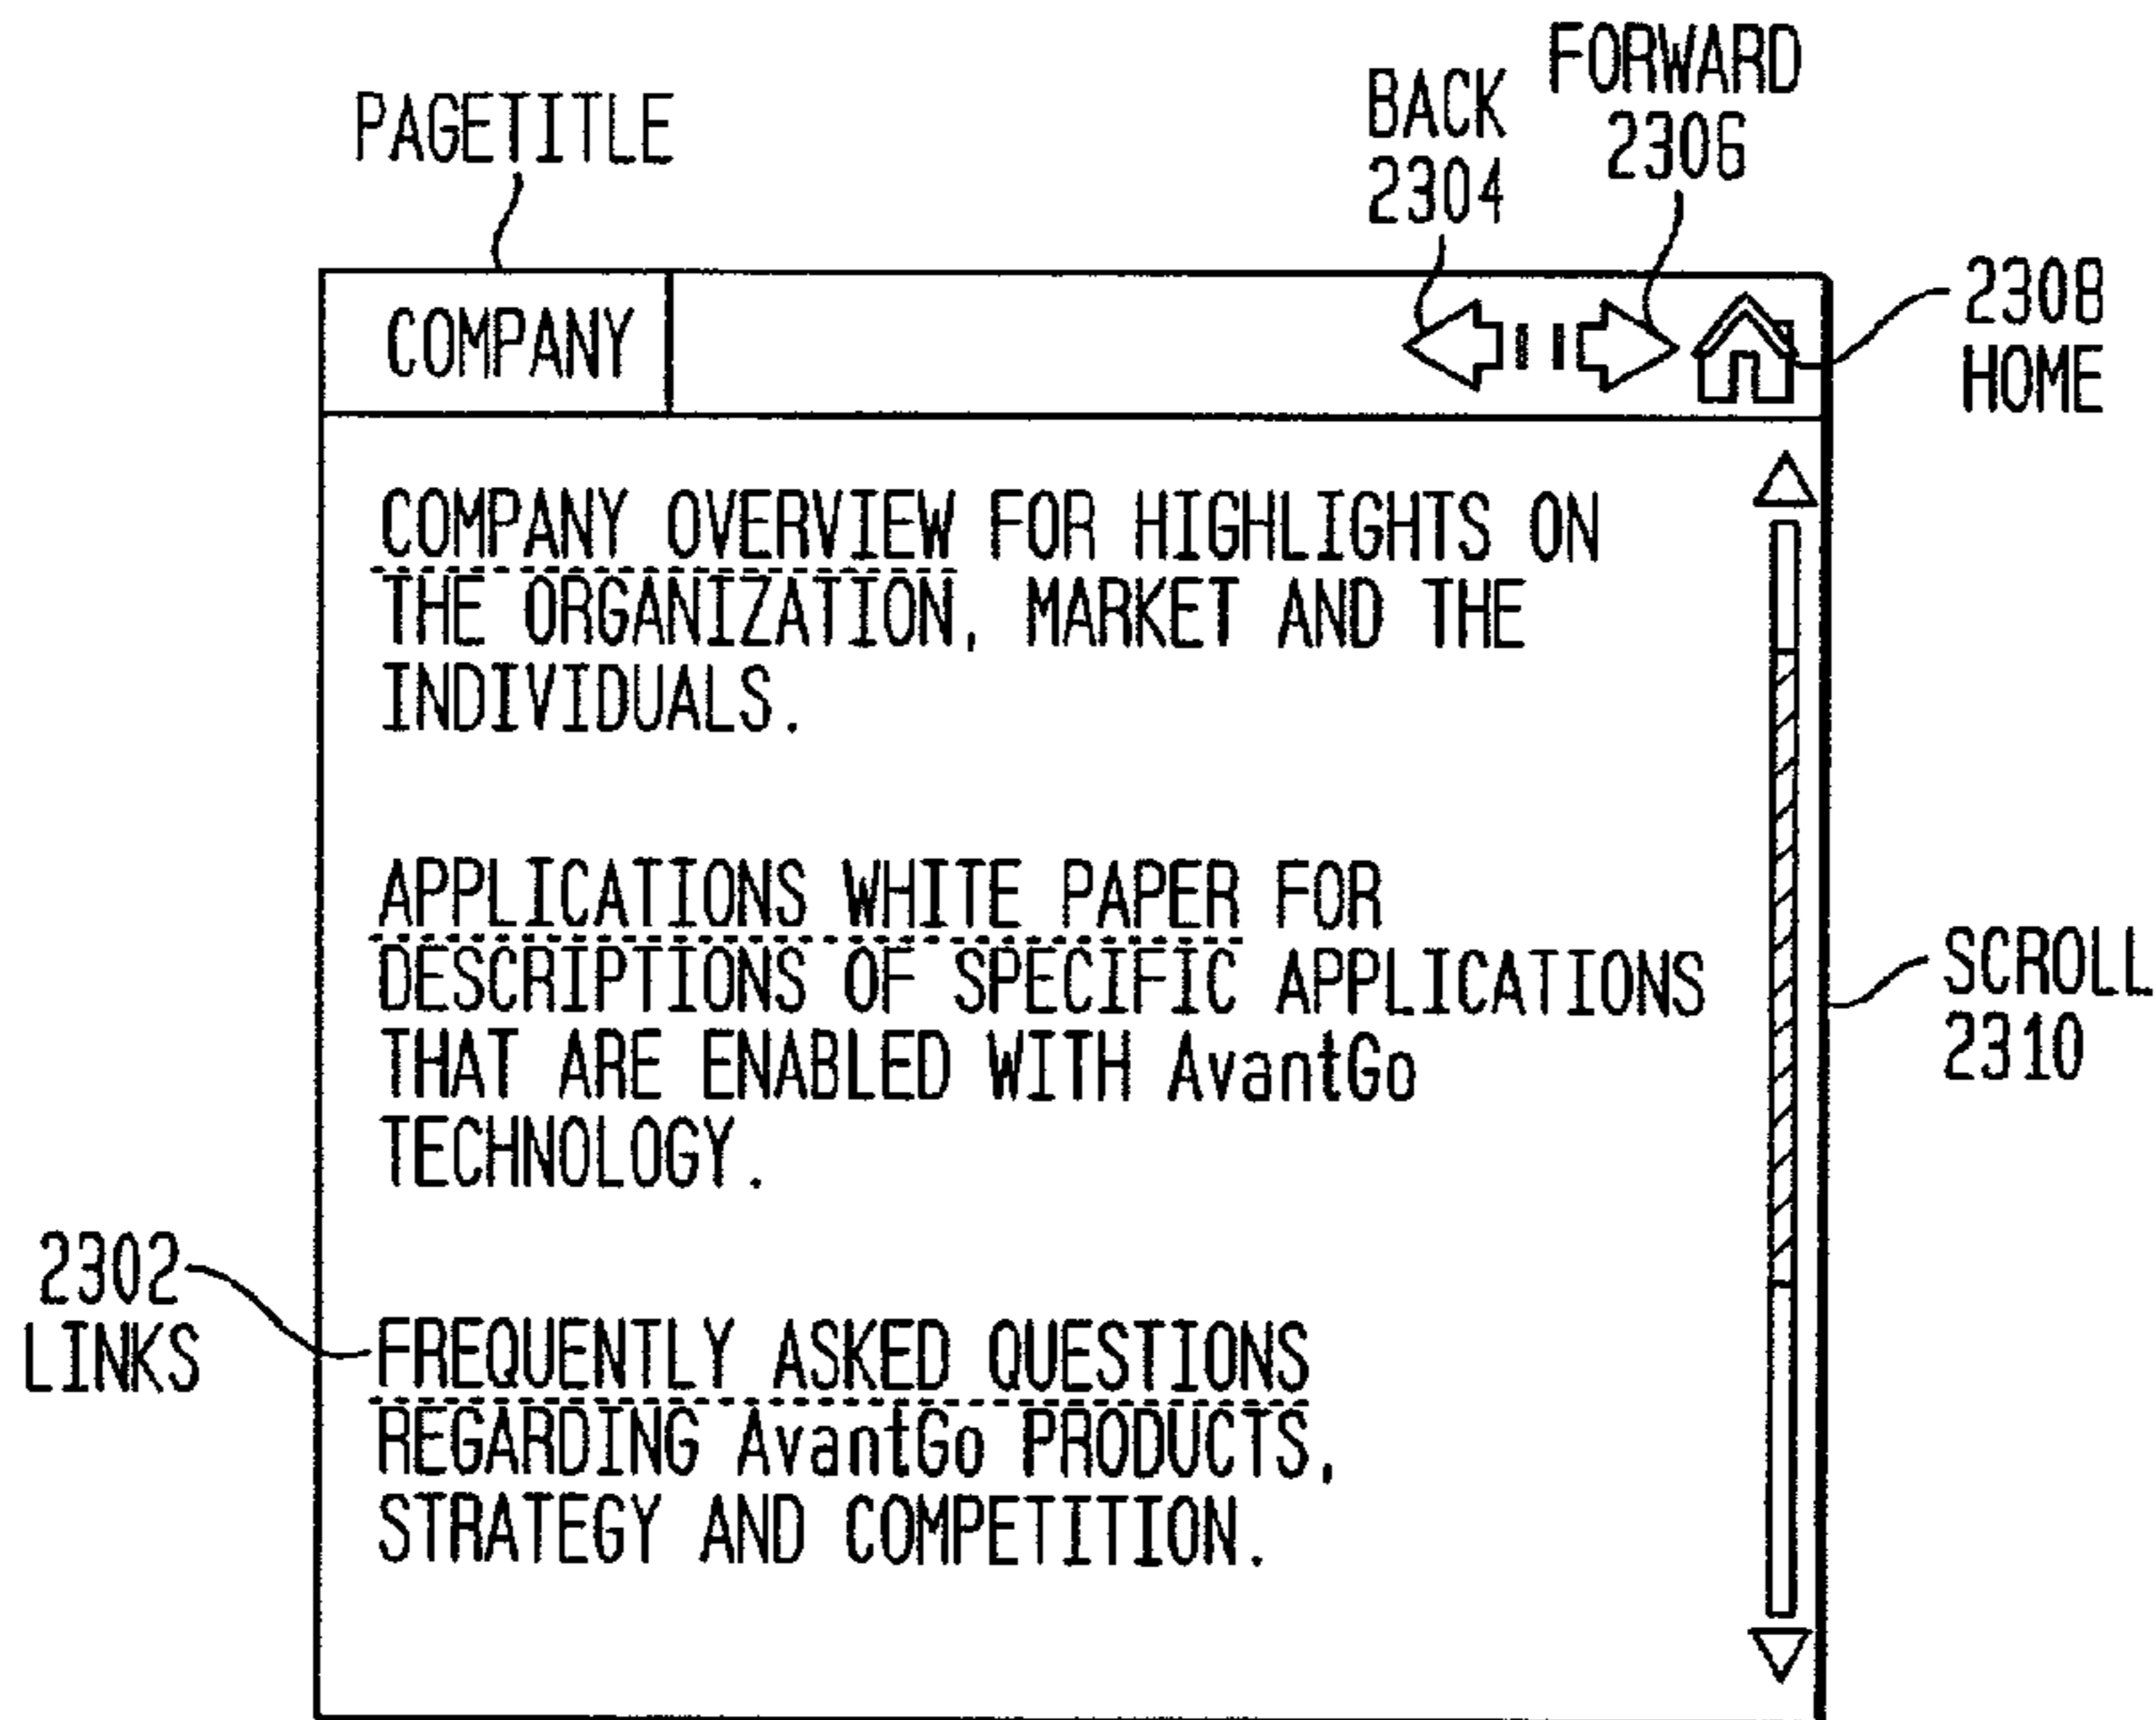 FORWARD
2306
BACK
2304
PAGETITLE
2308
HOME
COMPANY
COMPANY OVERVIEW FOR HIGHLIGHTS ON
THE ORGANIZATION, MARKET AND THE
INDIVIDUALS.
APPLICATIONS WHITE PAPER FOR
DESCRIPTIONS OF SPECIFIC APPLICATIONS
THAT ARE ENABLED WITH AvantGo
TECHNOLOGY.
SCROLL
2310
2302
LINKS
FREQUENTLY ASKED QUESTIONS
REGARDING AvantGo PRODUCTS,
STRATEGY AND COMPETITION.